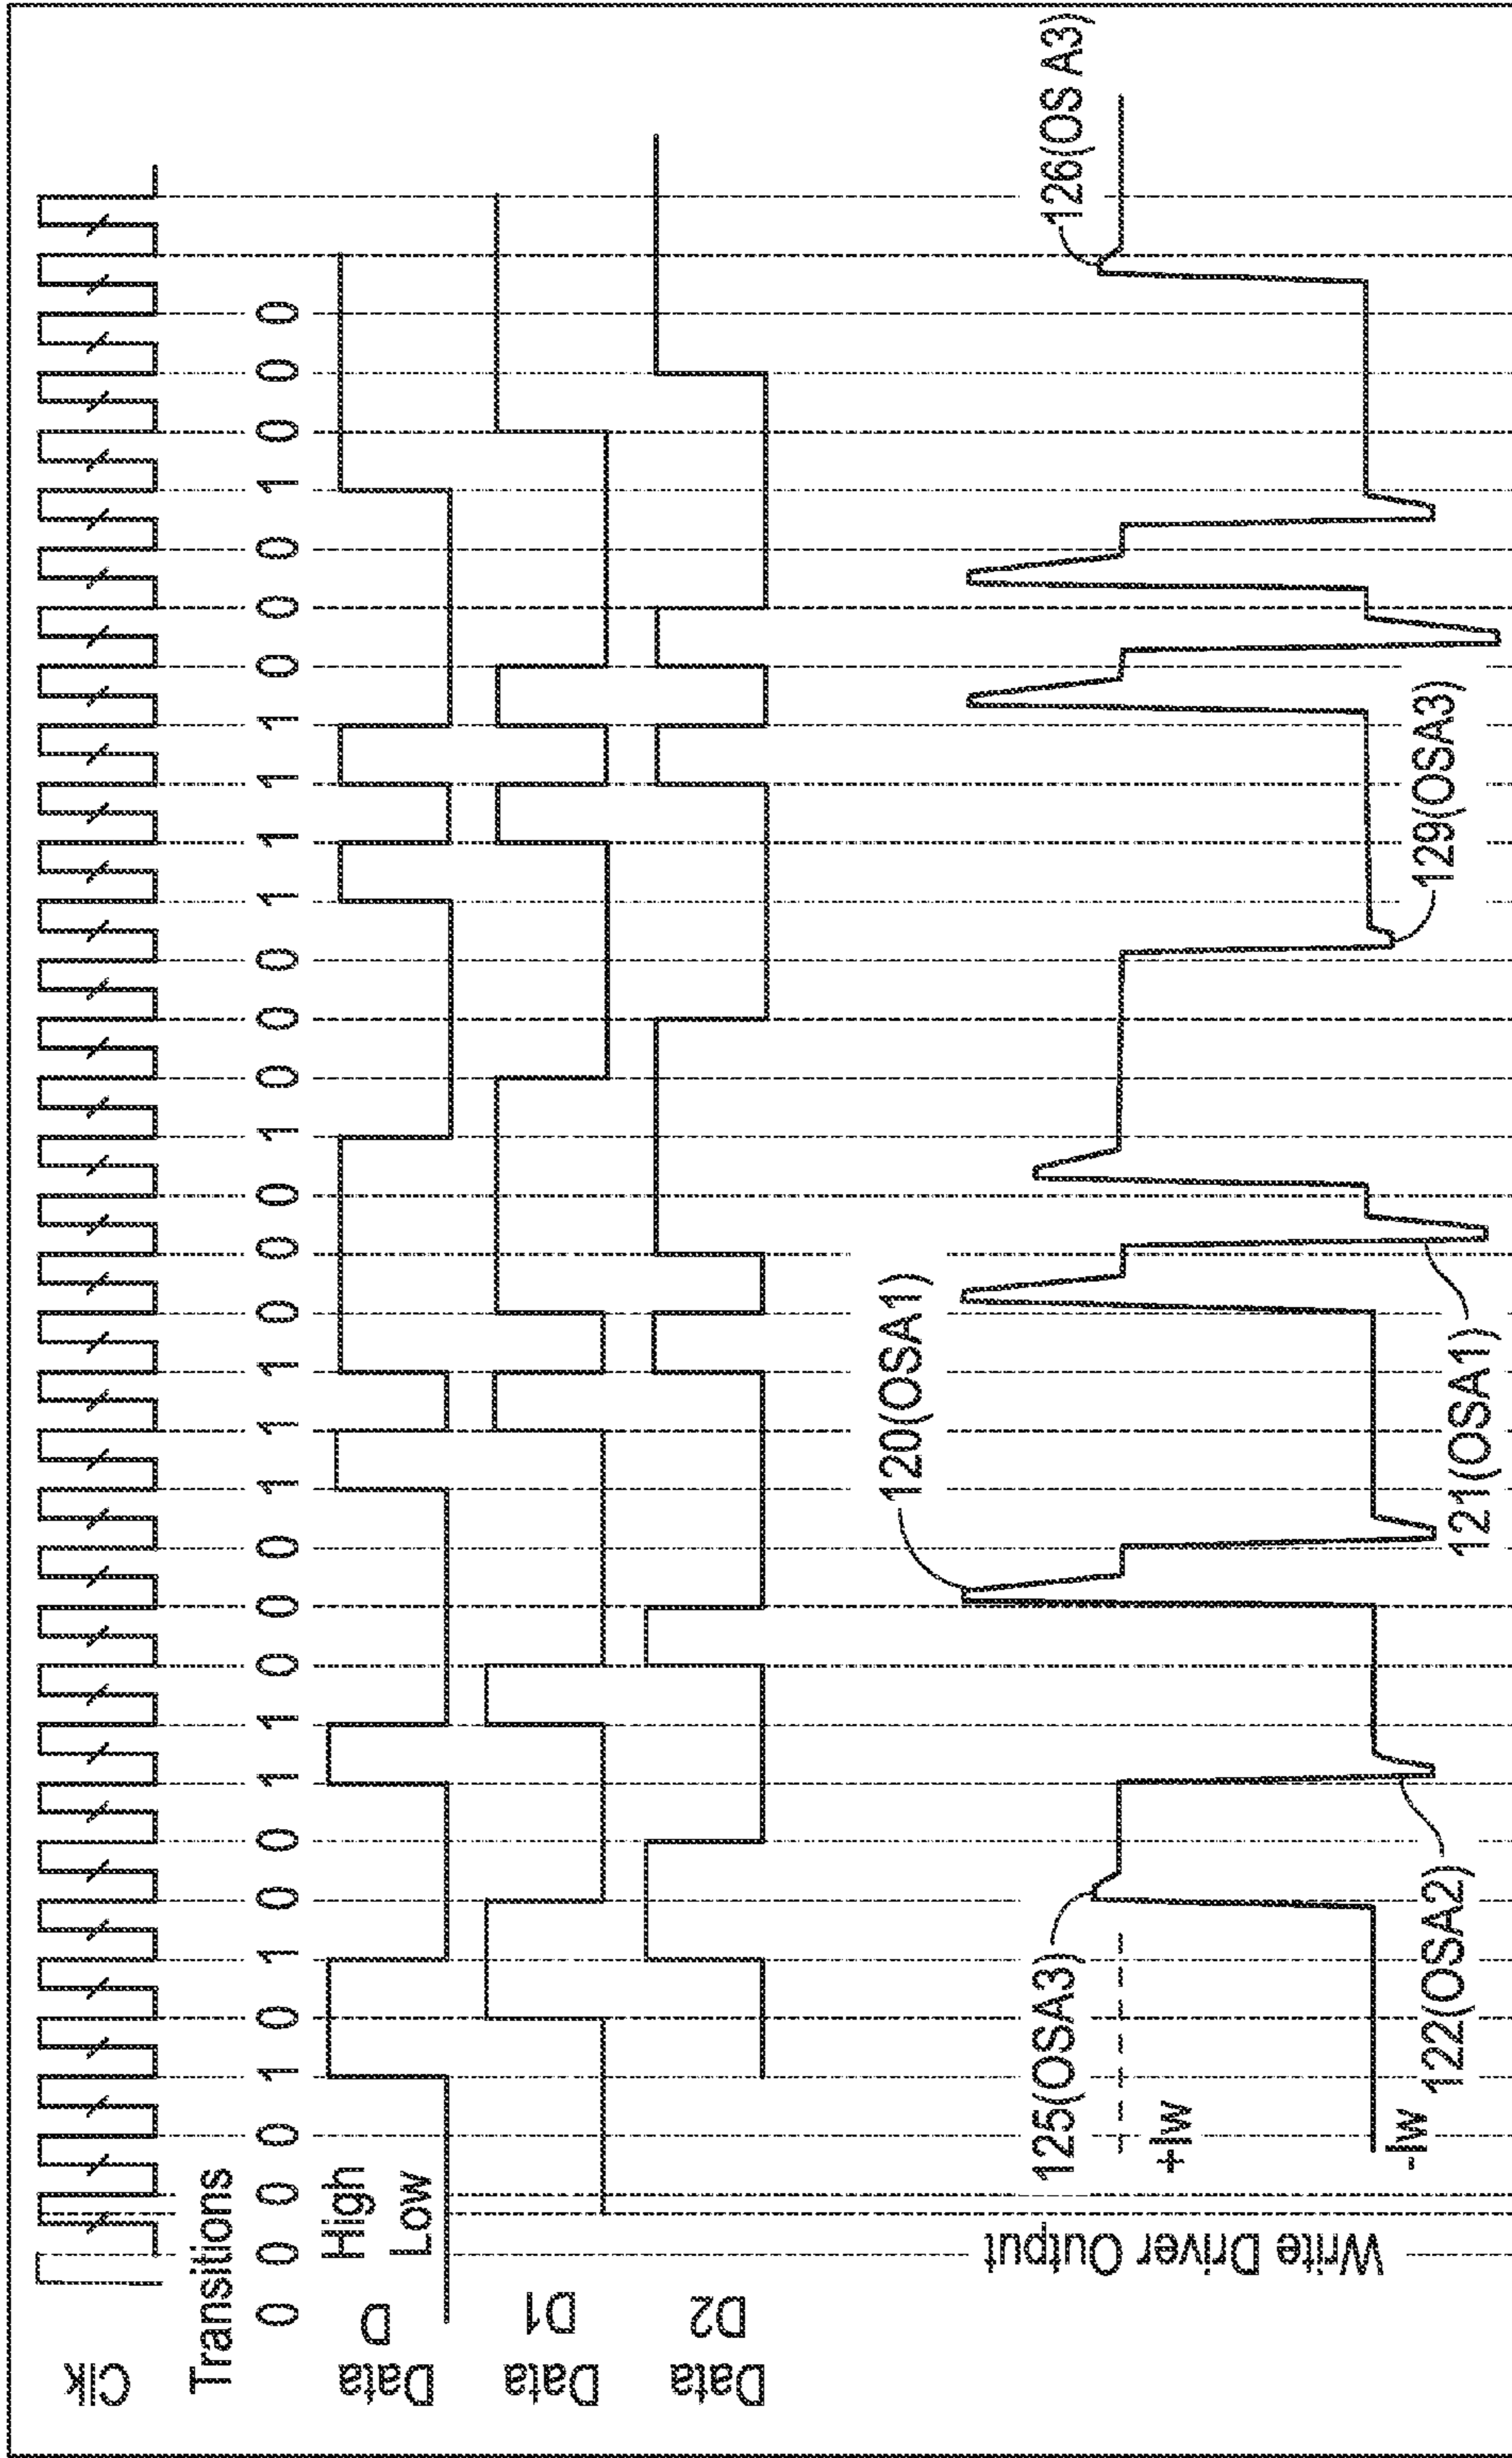 Clk
Transitions
0 0 0 0 1 0 1 0 0 1 1 0 0 0 1 1 1 0 0 0 1 0 0 0 1 1 1 1 0 0 0 1 0 0 0
Data D
High
Low
Data D1
Data D2
Write Driver Output
120(OSA1)
126(OS A3)
125(OSA3)
+Iw
-Iw
122(OSA2)
121(OSA1)
129(OSA3)